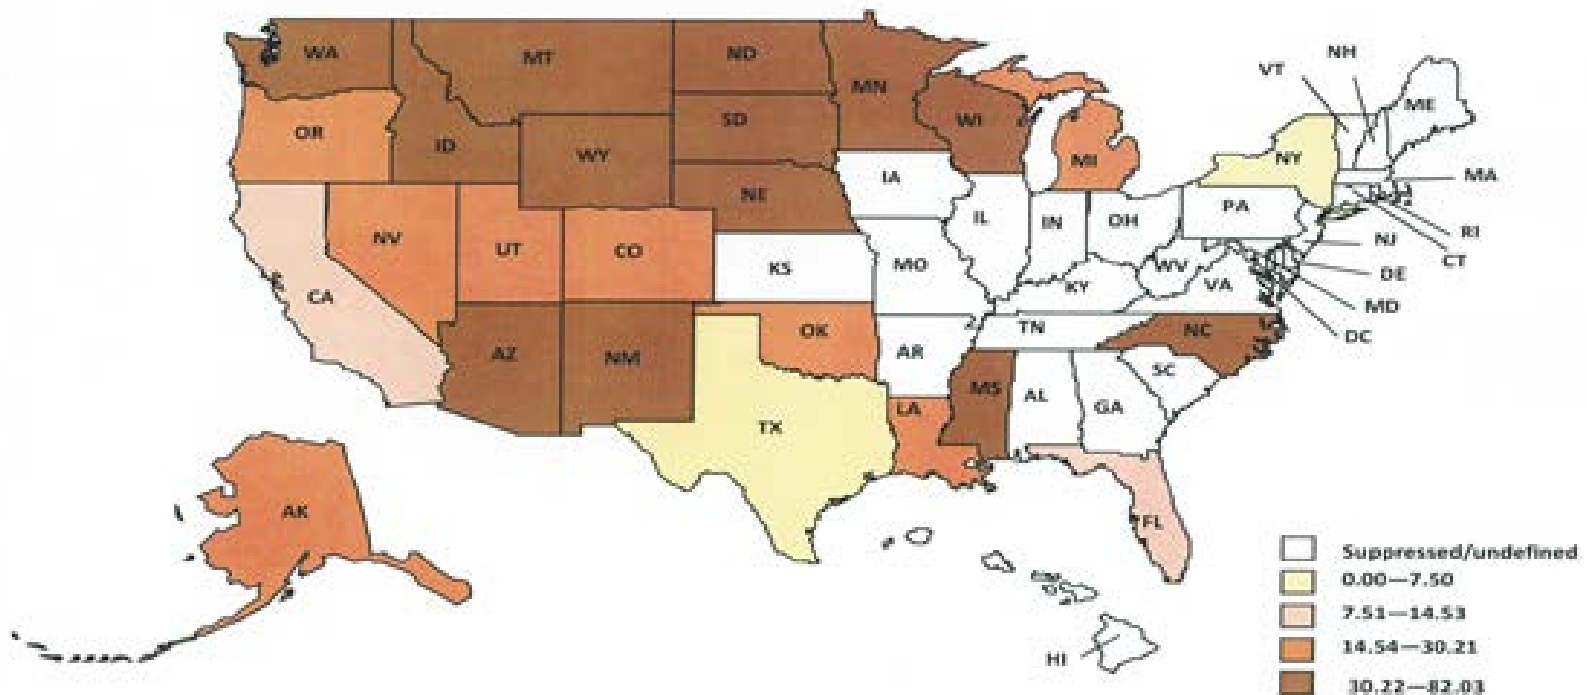 NH
VT
WA
MT
ND
MN
ME
OR
ID
SD
WI
WY
MI
NY
IA
MA
NE
IL
IN
OH
PA
RI
NV
UT
CO
KS
MO
KY
WV
VA
NJ
CT
DE
MD
DC
CA
AZ
NM
OK
AR
TN
NC
SC
TX
LA
MS
AL
GA
AK
FL
HI
Suppressed/undefined
0.00—7.50
7.51—14.53
14.54—30.21
30.22—82.03